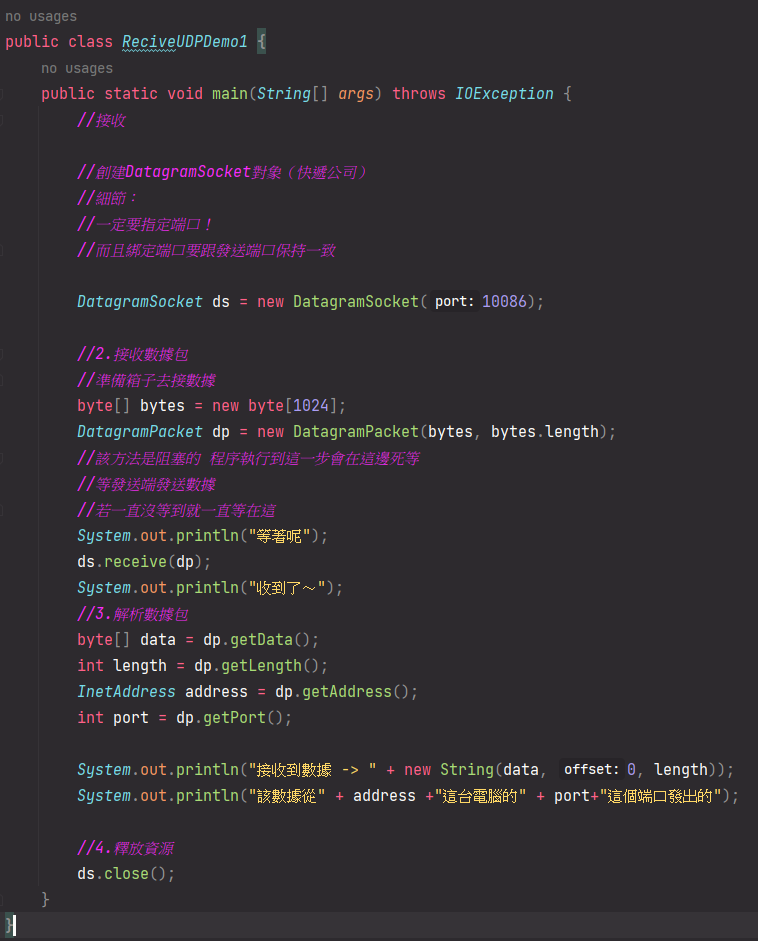 no usages
public class ReciveUDPDemo1 {
no usages
public static void main(String[] args) throws IOException {
//接收
//創建DatagramSocket對象（快遞公司）
//細節：
//一定要指定端口！
//而且綁定端口要跟發送端口保持一致
DatagramSocket ds = new DatagramSocket( port: 10086);
//2.接收數據包
//準備箱子去接數據
byte[] bytes = new byte[1024];
DatagramPacket dp = new DatagramPacket(bytes, bytes.length);
//該方法是阻塞的 程序執行到這一步會在這邊死等
//等發送端發送數據
//若一直沒等到就一直等在這
System.out.println("等著呢");
ds.receive(dp);
System.out.println("收到了～");
//3.解析數據包
byte[] data = dp.getData();
int length = dp.getLength();
InetAddress address = dp.getAddress();
int port = dp.getPort();
System.out.println("接收到數據 -> " + new String(data, offset: 0, length));
System.out.println("該數據從" + address +"這台電腦的" + port+"這個端口發出的");
//4.釋放資源
ds.close();
}
}